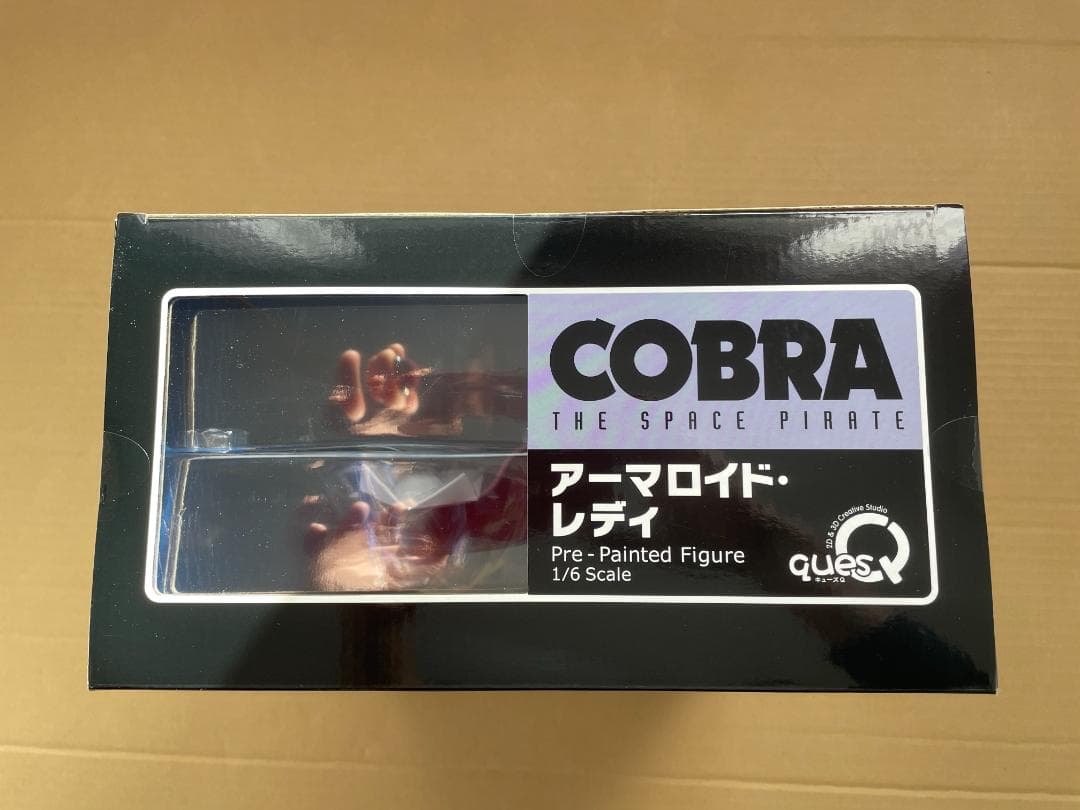 COBRA
THE SPACE PIRATE
アーマロイド・
レディ
Pre-Painted Figure
1/6 Scale
2D & 3D Creative Studio
quesQ
キューズQ